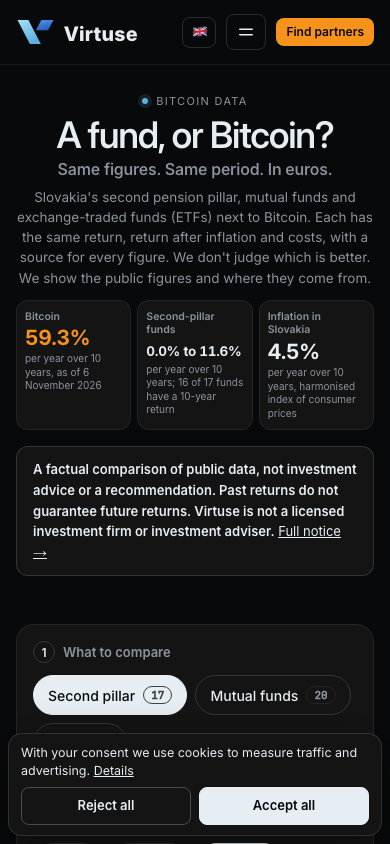 Virtuse
Find partners
BITCOIN DATA
A fund, or Bitcoin?
Same figures. Same period. In euros.
Slovakia's second pension pillar, mutual funds and
exchange-traded funds (ETFs) next to Bitcoin. Each has
the same return, return after inflation and costs, with a
source for every figure. We don't judge which is better.
We show the public figures and where they come from.
Bitcoin
59.3%
per year over 10
years, as of 6
November 2026
Second-pillar
funds
0.0% to 11.6%
per year over 10
years; 16 of 17 funds
have a 10-year
return
Inflation in
Slovakia
4.5%
per year over 10
years, harmonised
index of consumer
prices
A factual comparison of public data, not investment
advice or a recommendation. Past returns do not
guarantee future returns. Virtuse is not a licensed
investment firm or investment adviser. Full notice
→
1 What to compare
Second pillar 17
Mutual funds 20
With your consent we use cookies to measure traffic and
advertising. Details
Reject all
Accept all